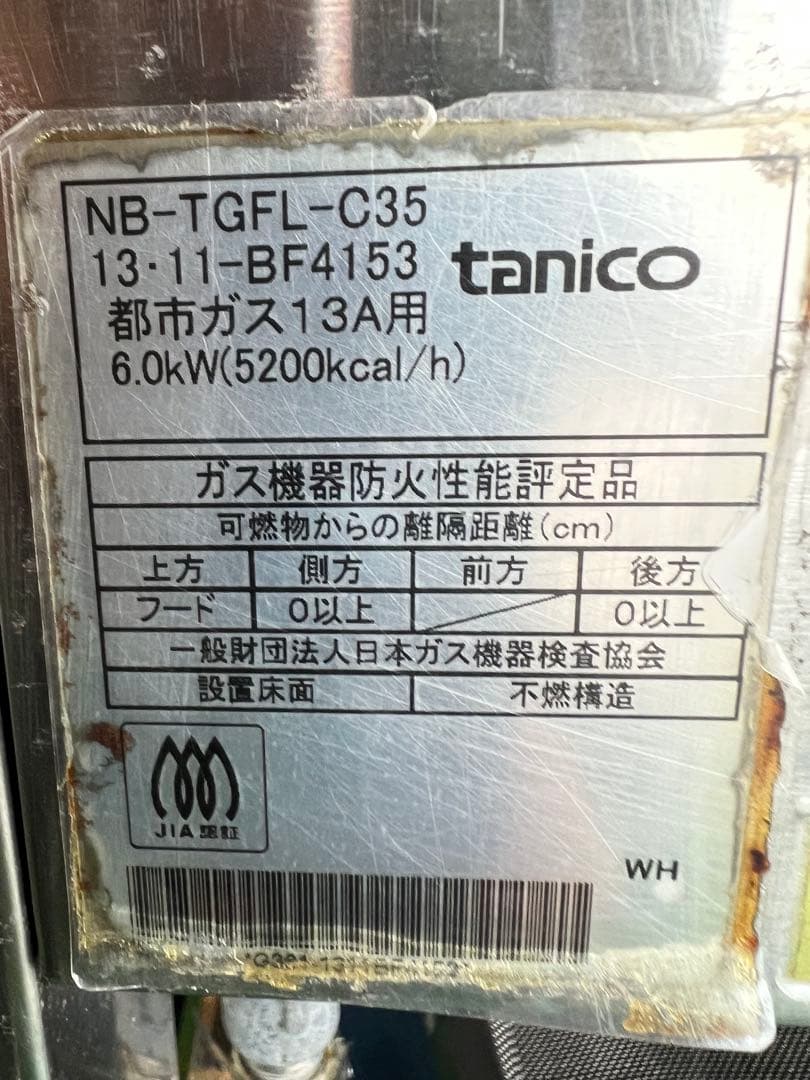 NB-TGFL-C35
13・11-BF4153
tanico
都市ガス13A用
6.0kW(5200kcal/h)
ガス機器防火性能評定品
可燃物からの離隔距離(cm)
上方 側方 前方 後方
フード 0以上 0以上
一般財団法人日本ガス機器検査協会
設置床面 不燃構造
JIA 認証
WH